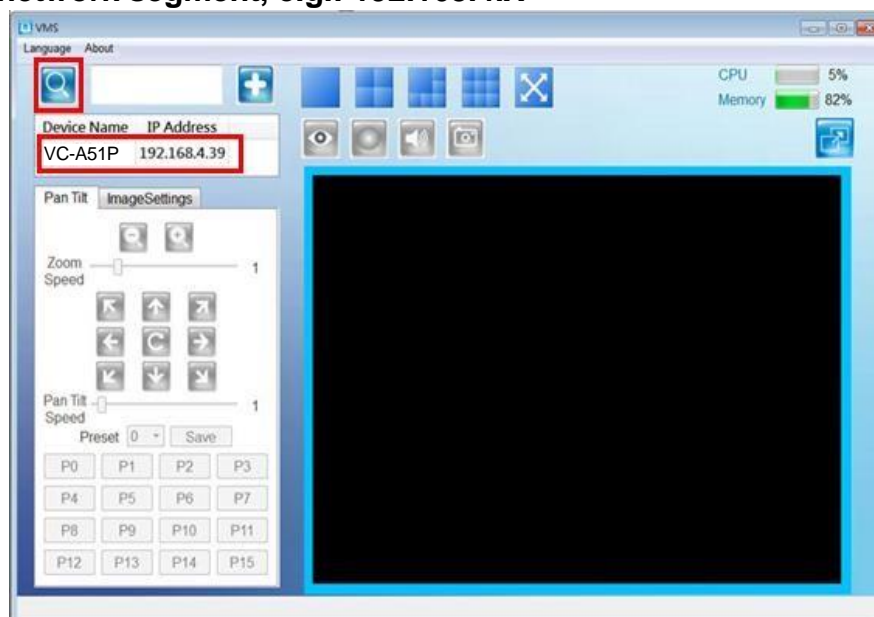 VMS
Language About
CPU 5%
Memory 82%
Device Name IP Address
VC-A51P 192.168.4.39
Pan Tilt ImageSettings
Zoom Speed 1
C
Pan Tilt Speed 1
Preset 0 Save
P0 P1 P2 P3
P4 P5 P6 P7
P8 P9 P10 P11
P12 P13 P14 P15